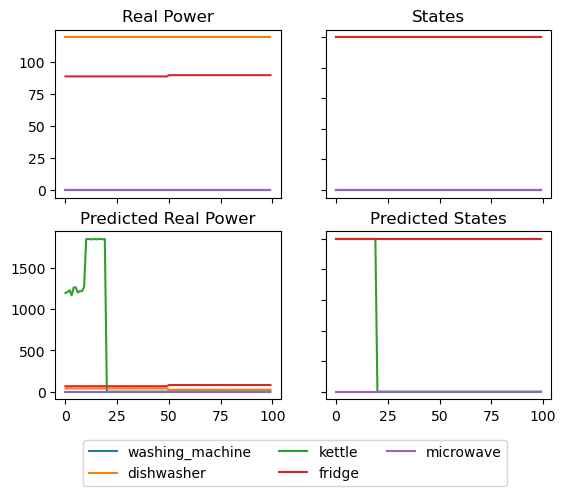 Real Power
States
100
75
50
25
0
Predicted Real Power
Predicted States
1500
1000
500
0
0 25 50 75 100
0 25 50 75 100
washing_machine kettle microwave
dishwasher fridge